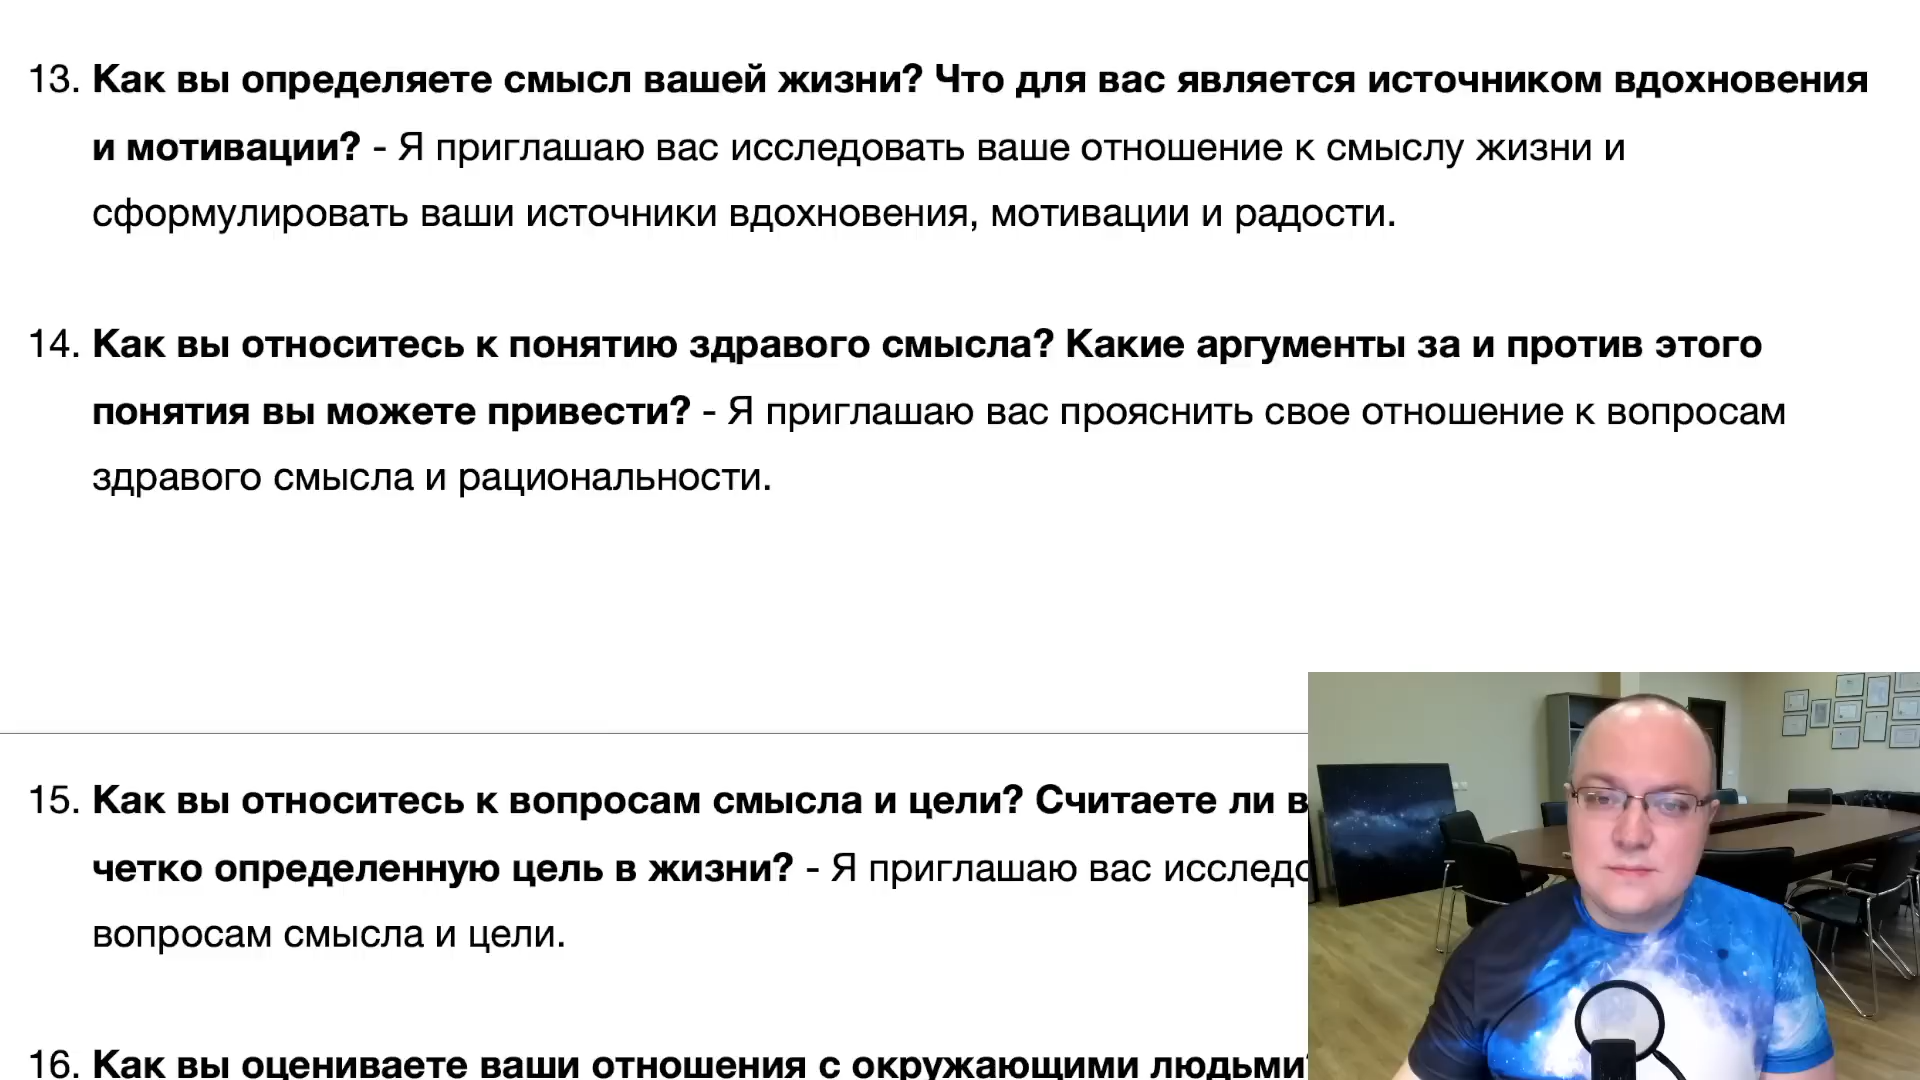 13. Как вы определяете смысл вашей жизни? Что для вас является источником вдохновения
и мотивации? - Я приглашаю вас исследовать ваше отношение к смыслу жизни и
сформулировать ваши источники вдохновения, мотивации и радости.
14. Как вы относитесь к понятию здравого смысла? Какие аргументы за и против этого
понятия вы можете привести? - Я приглашаю вас прояснить свое отношение к вопросам
здравого смысла и рациональности.
15. Как вы относитесь к вопросам смысла и цели? Считаете ли в
четко определенную цель в жизни? - Я приглашаю вас исследо
вопросам смысла и цели.
16. Как вы оцениваете ваши отношения с окружающими людьми?